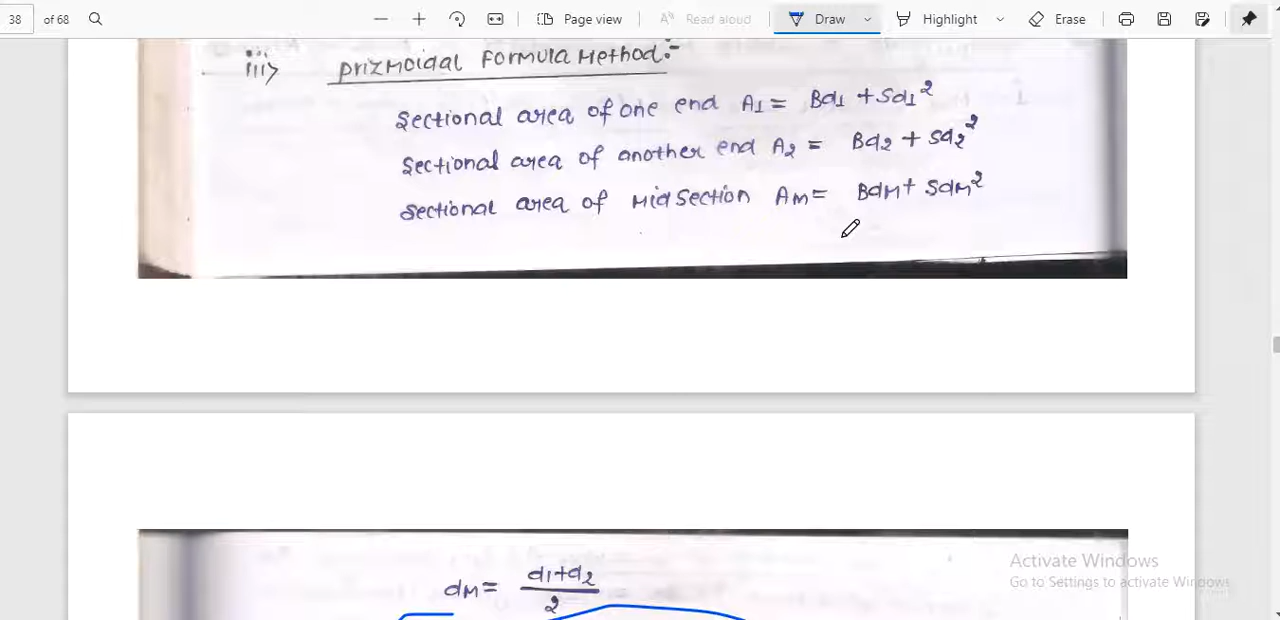 38 of 68 Page view Read aloud Draw Highlight Erase
iii> Prizmoidal Formula Method:-
Sectional area of one end A1 = Bd1 + Sd1²
Sectional area of another end A2 = Bd2 + Sd2²
Sectional area of Mid Section AM = BdM + SdM²
dM = d1+d2 / 2
Activate Windows
Go to Settings to activate Windows